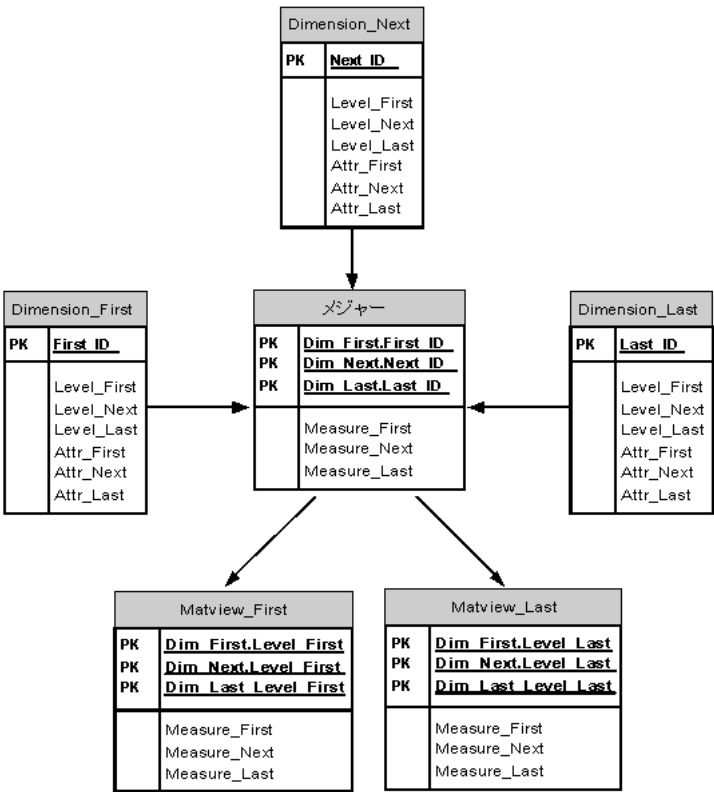 Dimension_Next
PK Next_ID
Level_First
Level_Next
Level_Last
Attr_First
Attr_Next
Attr_Last
Dimension_First
PK First_ID
Level_First
Level_Next
Level_Last
Attr_First
Attr_Next
Attr_Last
メジャー
PK Dim_First.First_ID
PK Dim_Next.Next_ID
PK Dim_Last.Last_ID
Measure_First
Measure_Next
Measure_Last
Dimension_Last
PK Last_ID
Level_First
Level_Next
Level_Last
Attr_First
Attr_Next
Attr_Last
Matview_First
PK Dim_First.Level_First
PK Dim_Next.Level_First
PK Dim_Last_Level_First
Measure_First
Measure_Next
Measure_Last
Matview_Last
PK Dim_First.Level_Last
PK Dim_Next.Level_Last
PK Dim_Last_Level_Last
Measure_First
Measure_Next
Measure_Last